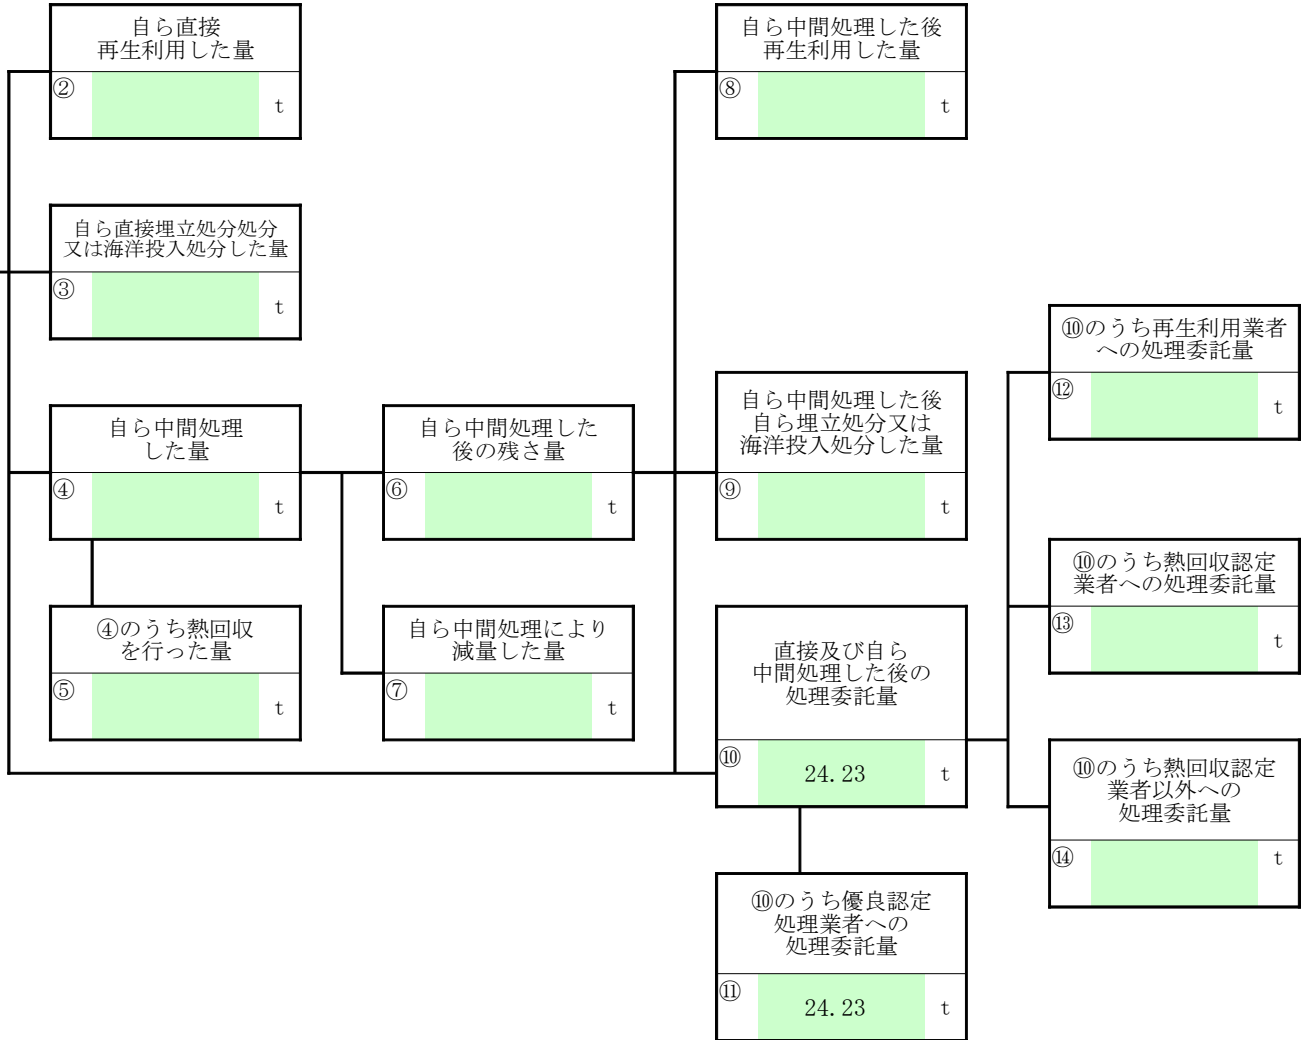 自ら直接
再生利用した量
②
t
自ら中間処理した後
再生利用した量
⑧
t
自ら直接埋立処分処分
又は海洋投入処分した量
③
t
⑩のうち再生利用業者
への処理委託量
⑫
t
自ら中間処理
した量
④
t
自ら中間処理した
後の残さ量
⑥
t
自ら中間処理した後
自ら埋立処分又は
海洋投入処分した量
⑨
t
⑩のうち熱回収認定
業者への処理委託量
⑬
t
④のうち熱回収
を行った量
⑤
t
自ら中間処理により
減量した量
⑦
t
直接及び自ら
中間処理した後の
処理委託量
⑩
24.23
t
⑩のうち熱回収認定
業者以外への
処理委託量
⑭
t
⑩のうち優良認定
処理業者への
処理委託量
⑪
24.23
t